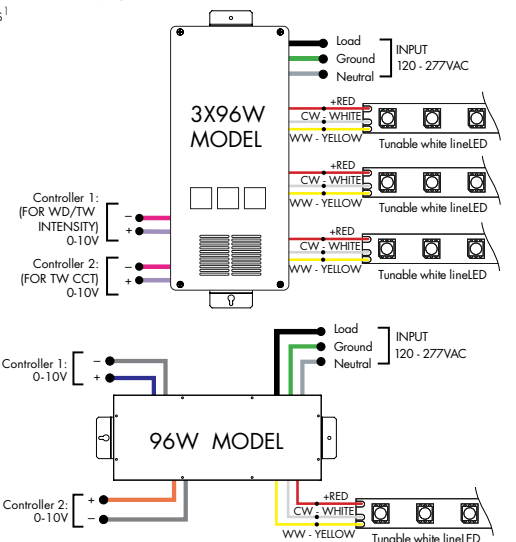 S¹
Load
Ground
Neutral
INPUT
120 - 277VAC
3X96W
MODEL
+RED
CW - WHITE
WW - YELLOW
Tunable white lineLED
+RED
CW - WHITE
WW - YELLOW
Tunable white lineLED
+RED
CW - WHITE
WW - YELLOW
Tunable white lineLED
Controller 1:
(FOR WD/TW
INTENSITY)
0-10V
–
+
Controller 2:
(FOR TW CCT)
0-10V
–
+
Load
Ground
Neutral
INPUT
120 - 277VAC
Controller 1:
0-10V
–
+
96W MODEL
Controller 2:
0-10V
+
–
+RED
CW - WHITE
WW - YELLOW
Tunable white lineLED